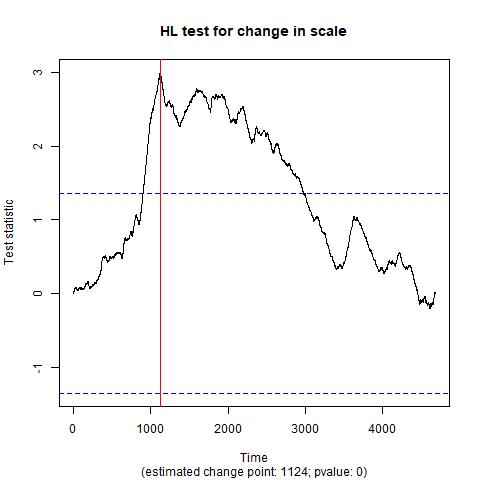 HL test for change in scale
3
2
1
0
-1
Test statistic
0 1000 2000 3000 4000
Time
(estimated change point: 1124; pvalue: 0)